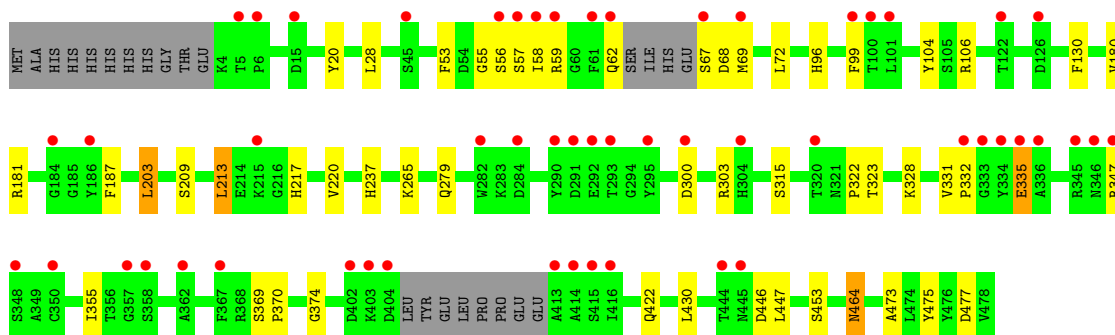 MET ALA HIS HIS HIS HIS HIS HIS GLY THR GLU K4 T5 P6 D15 Y20 L28 S45 F53 D54 G55 S56 S57 I58 R59 G60 F61 Q62 SER ILE HIS GLU S67 D68 M69 L72 H96 F99 T100 L101 Y104 S105 R106 T122 D126 F130 V180
R181 G184 G185 Y186 F187 L203 S209 L213 E214 K215 G216 H217 V220 H237 K265 Q279 W282 K283 D284 Y290 D291 E292 T293 G294 Y295 D300 R303 H304 S315 T320 N321 P322 T323 K328 V331 P332 G333 Y334 E335 A336 R345 N346
S348 A349 C350 I355 T356 G357 S358 A362 F367 R368 S369 P370 G374 D402 K403 D404 LEU TYR GLU LEU PRO PRO GLU GLU A413 A414 S415 I416 Q422 L430 T444 N445 D446 L447 S453 N464 A473 L474 Y475 Y476 D477 V478